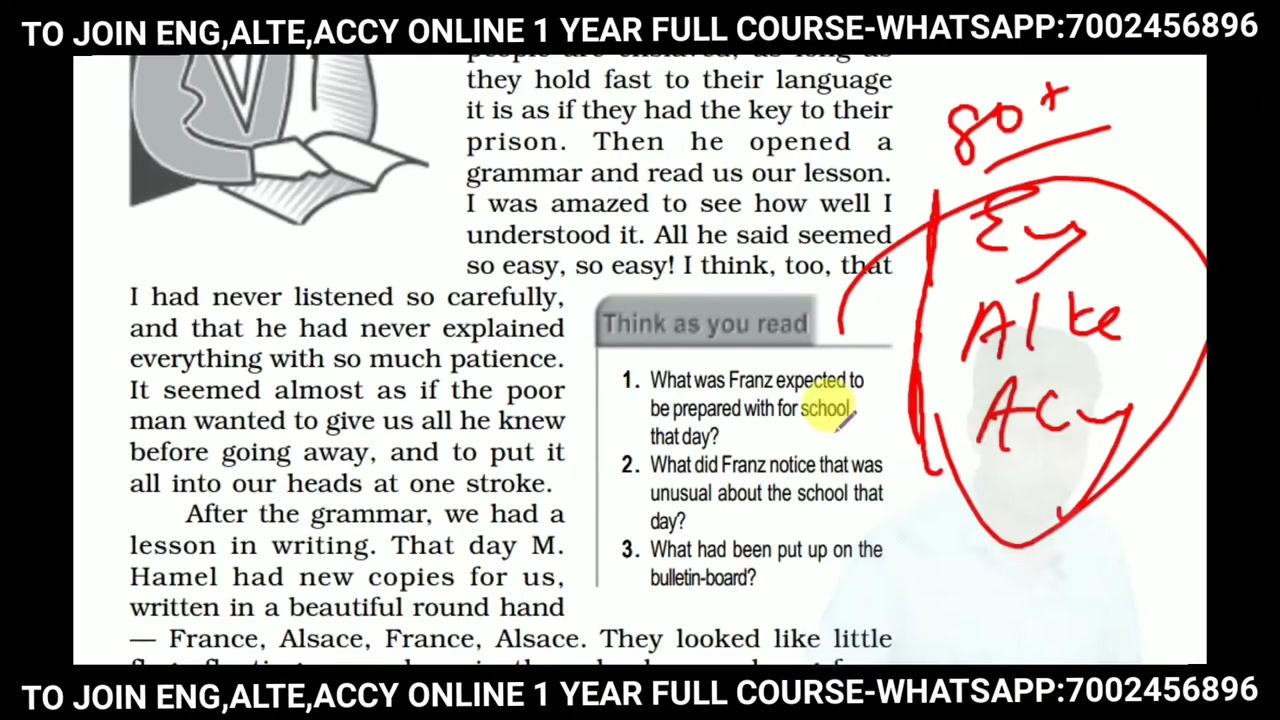 TO JOIN ENG,ALTE,ACCY ONLINE 1 YEAR FULL COURSE-WHATSAPP:7002456896
people are enslaved, as long as
they hold fast to their language
it is as if they had the key to their
prison. Then he opened a
grammar and read us our lesson.
I was amazed to see how well I
understood it. All he said seemed
so easy, so easy! I think, too, that
I had never listened so carefully,
and that he had never explained
everything with so much patience.
It seemed almost as if the poor
man wanted to give us all he knew
before going away, and to put it
all into our heads at one stroke.
After the grammar, we had a
lesson in writing. That day M.
Hamel had new copies for us,
written in a beautiful round hand
— France, Alsace, France, Alsace. They looked like little
Think as you read
1. What was Franz expected to
be prepared with for school
that day?
2. What did Franz notice that was
unusual about the school that
day?
3. What had been put up on the
bulletin-board?
80+
Alte
TO JOIN ENG,ALTE,ACCY ONLINE 1 YEAR FULL COURSE-WHATSAPP:7002456896